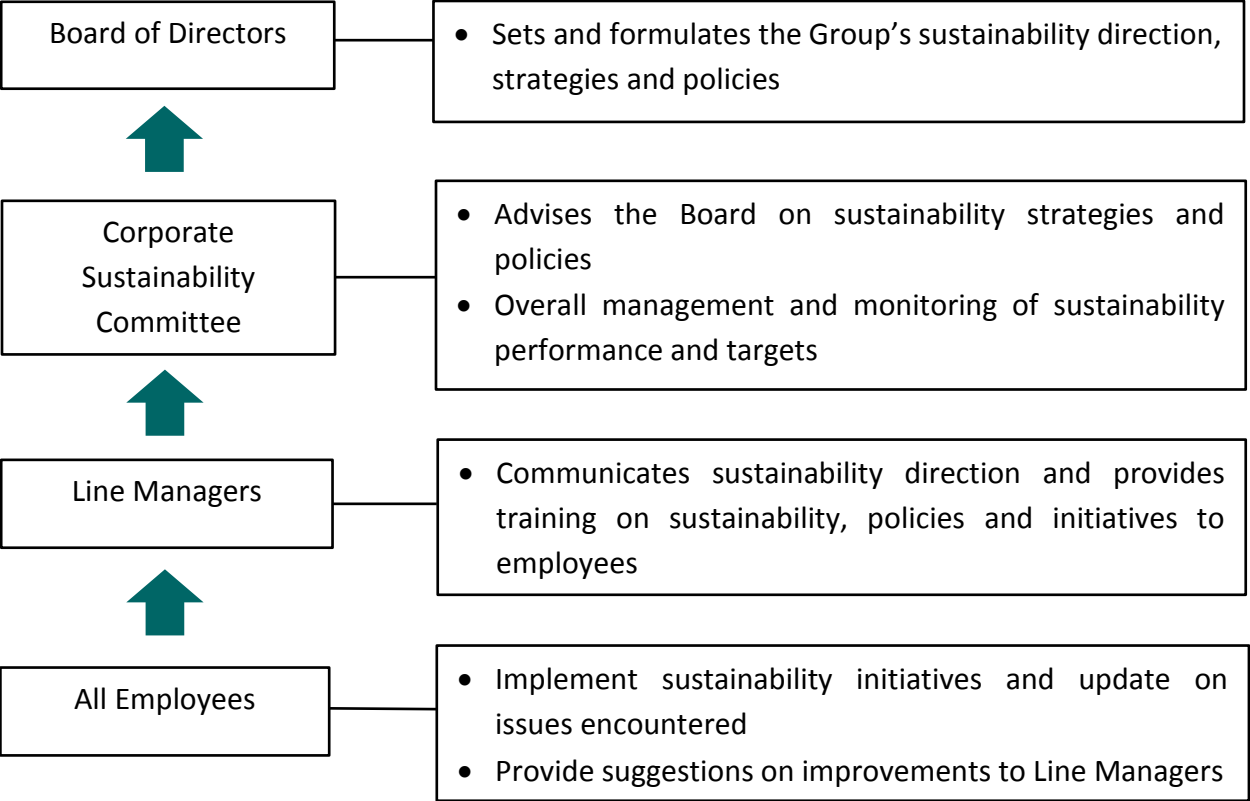 Board of Directors
• Sets and formulates the Group’s sustainability direction,
strategies and policies
Corporate
Sustainability
Committee
• Advises the Board on sustainability strategies and
policies
• Overall management and monitoring of sustainability
performance and targets
Line Managers
• Communicates sustainability direction and provides
training on sustainability, policies and initiatives to
employees
All Employees
• Implement sustainability initiatives and update on
issues encountered
• Provide suggestions on improvements to Line Managers